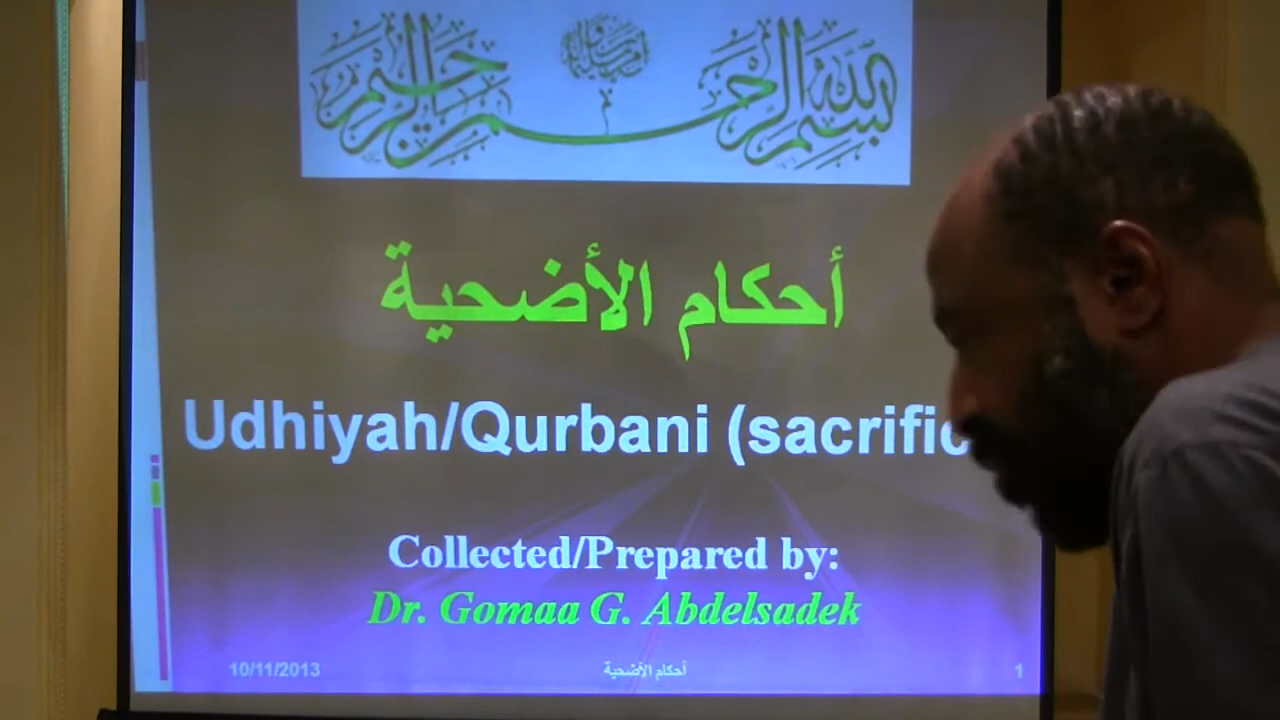 بسم الله الرحمن الرحيم
أحكام الأضحية
Udhiyah/Qurbani (sacrific
Collected/Prepared by:
Dr. Gomaa G. Abdelsadek
10/11/2013 أحكام الأضحية 1